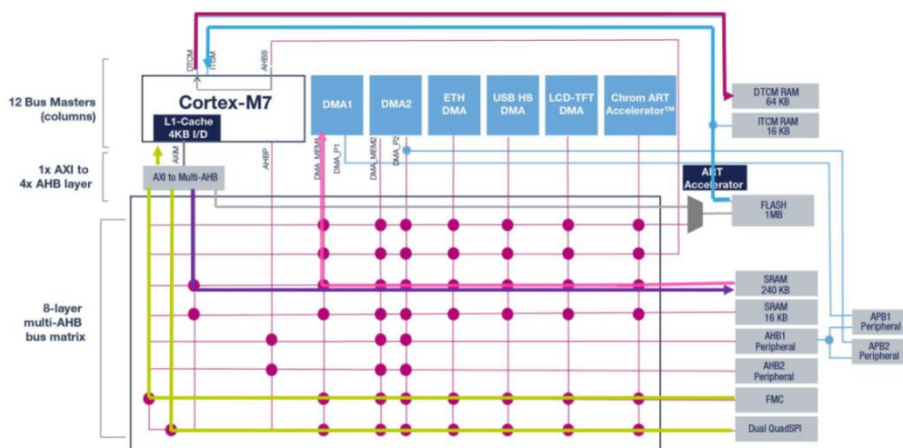 12 Bus Masters
(columns)
1x AXI to
4x AHB layer
8-layer
multi-AHB
bus matrix
DTCM
ITCM
AHBS
Cortex-M7
L1-Cache
4KB I/D
AXIM
AHBP
AXI to Multi-AHB
DMA1
DMA2
ETH
DMA
USB HS
DMA
LCD-TFT
DMA
Chrom ART
Accelerator™
DMA_P1
DMA_MEM2
DMA_P2
ART
Accelerator
DTCM RAM
64 KB
ITCM RAM
16 KB
FLASH
1MB
SRAM
240 KB
SRAM
16 KB
AHB1
Peripheral
AHB2
Peripheral
FMC
Dual QuadSPI
APB1
Peripheral
APB2
Peripheral